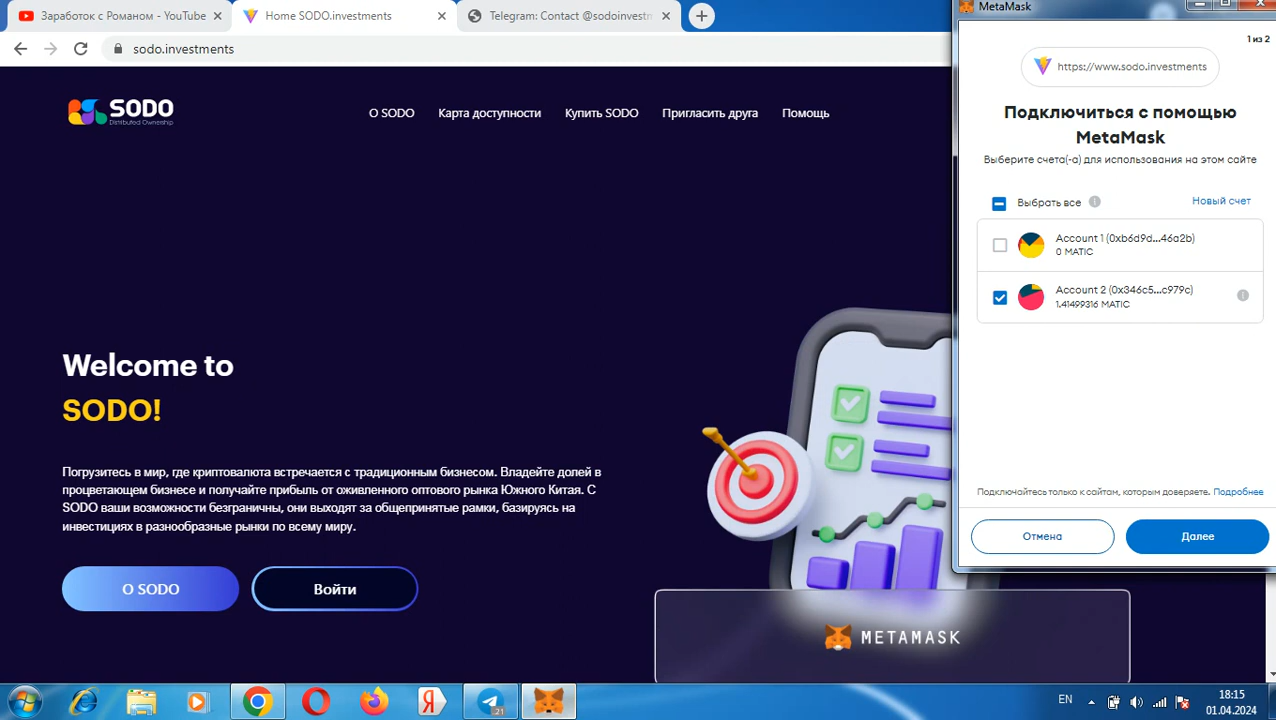 Заработок с Романом - YouTube
Home SODO.investments
Telegram: Contact @sodoinvestm
sodo.investments
SODO
Distributed Ownership
О SODO
Карта доступности
Купить SODO
Пригласить друга
Помощь
Welcome to
SODO!
Погрузитесь в мир, где криптовалюта встречается с традиционным бизнесом. Владейте долей в
процветающем бизнесе и получайте прибыль от оживленного оптового рынка Южного Китая. С
SODO ваши возможности безграничны, они выходят за общепринятые рамки, базируясь на
инвестициях в разнообразные рынки по всему миру.
О SODO
Войти
METAMASK
MetaMask
1 из 2
https://www.sodo.investments
Подключиться с помощью
MetaMask
Выберите счета(-а) для использования на этом сайте
Выбрать все
Новый счет
Account 1 (0xb6d9d...46a2b)
0 MATIC
Account 2 (0x346c5...c979c)
1.41499316 MATIC
Подключайтесь только к сайтам, которым доверяете. Подробнее
Отмена
Далее
21
EN
18:15
01.04.2024